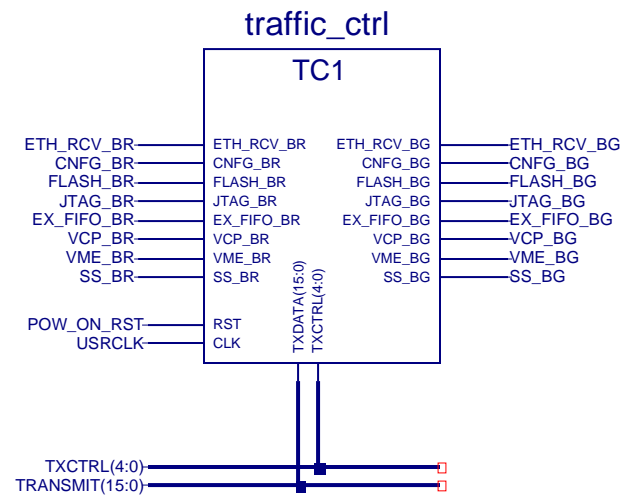 traffic_ctrl
TC1
ETH_RCV_BR ETH_RCV_BR ETH_RCV_BG ETH_RCV_BG
CNFG_BR CNFG_BR CNFG_BG CNFG_BG
FLASH_BR FLASH_BR FLASH_BG FLASH_BG
JTAG_BR JTAG_BR JTAG_BG JTAG_BG
EX_FIFO_BR EX_FIFO_BR EX_FIFO_BG EX_FIFO_BG
VCP_BR VCP_BR VCP_BG VCP_BG
VME_BR VME_BR VME_BG VME_BG
SS_BR SS_BR SS_BG SS_BG
TXDATA(15:0)
TXCTRL(4:0)
POW_ON_RST RST
USRCLK CLK
TXCTRL(4:0)
TRANSMIT(15:0)